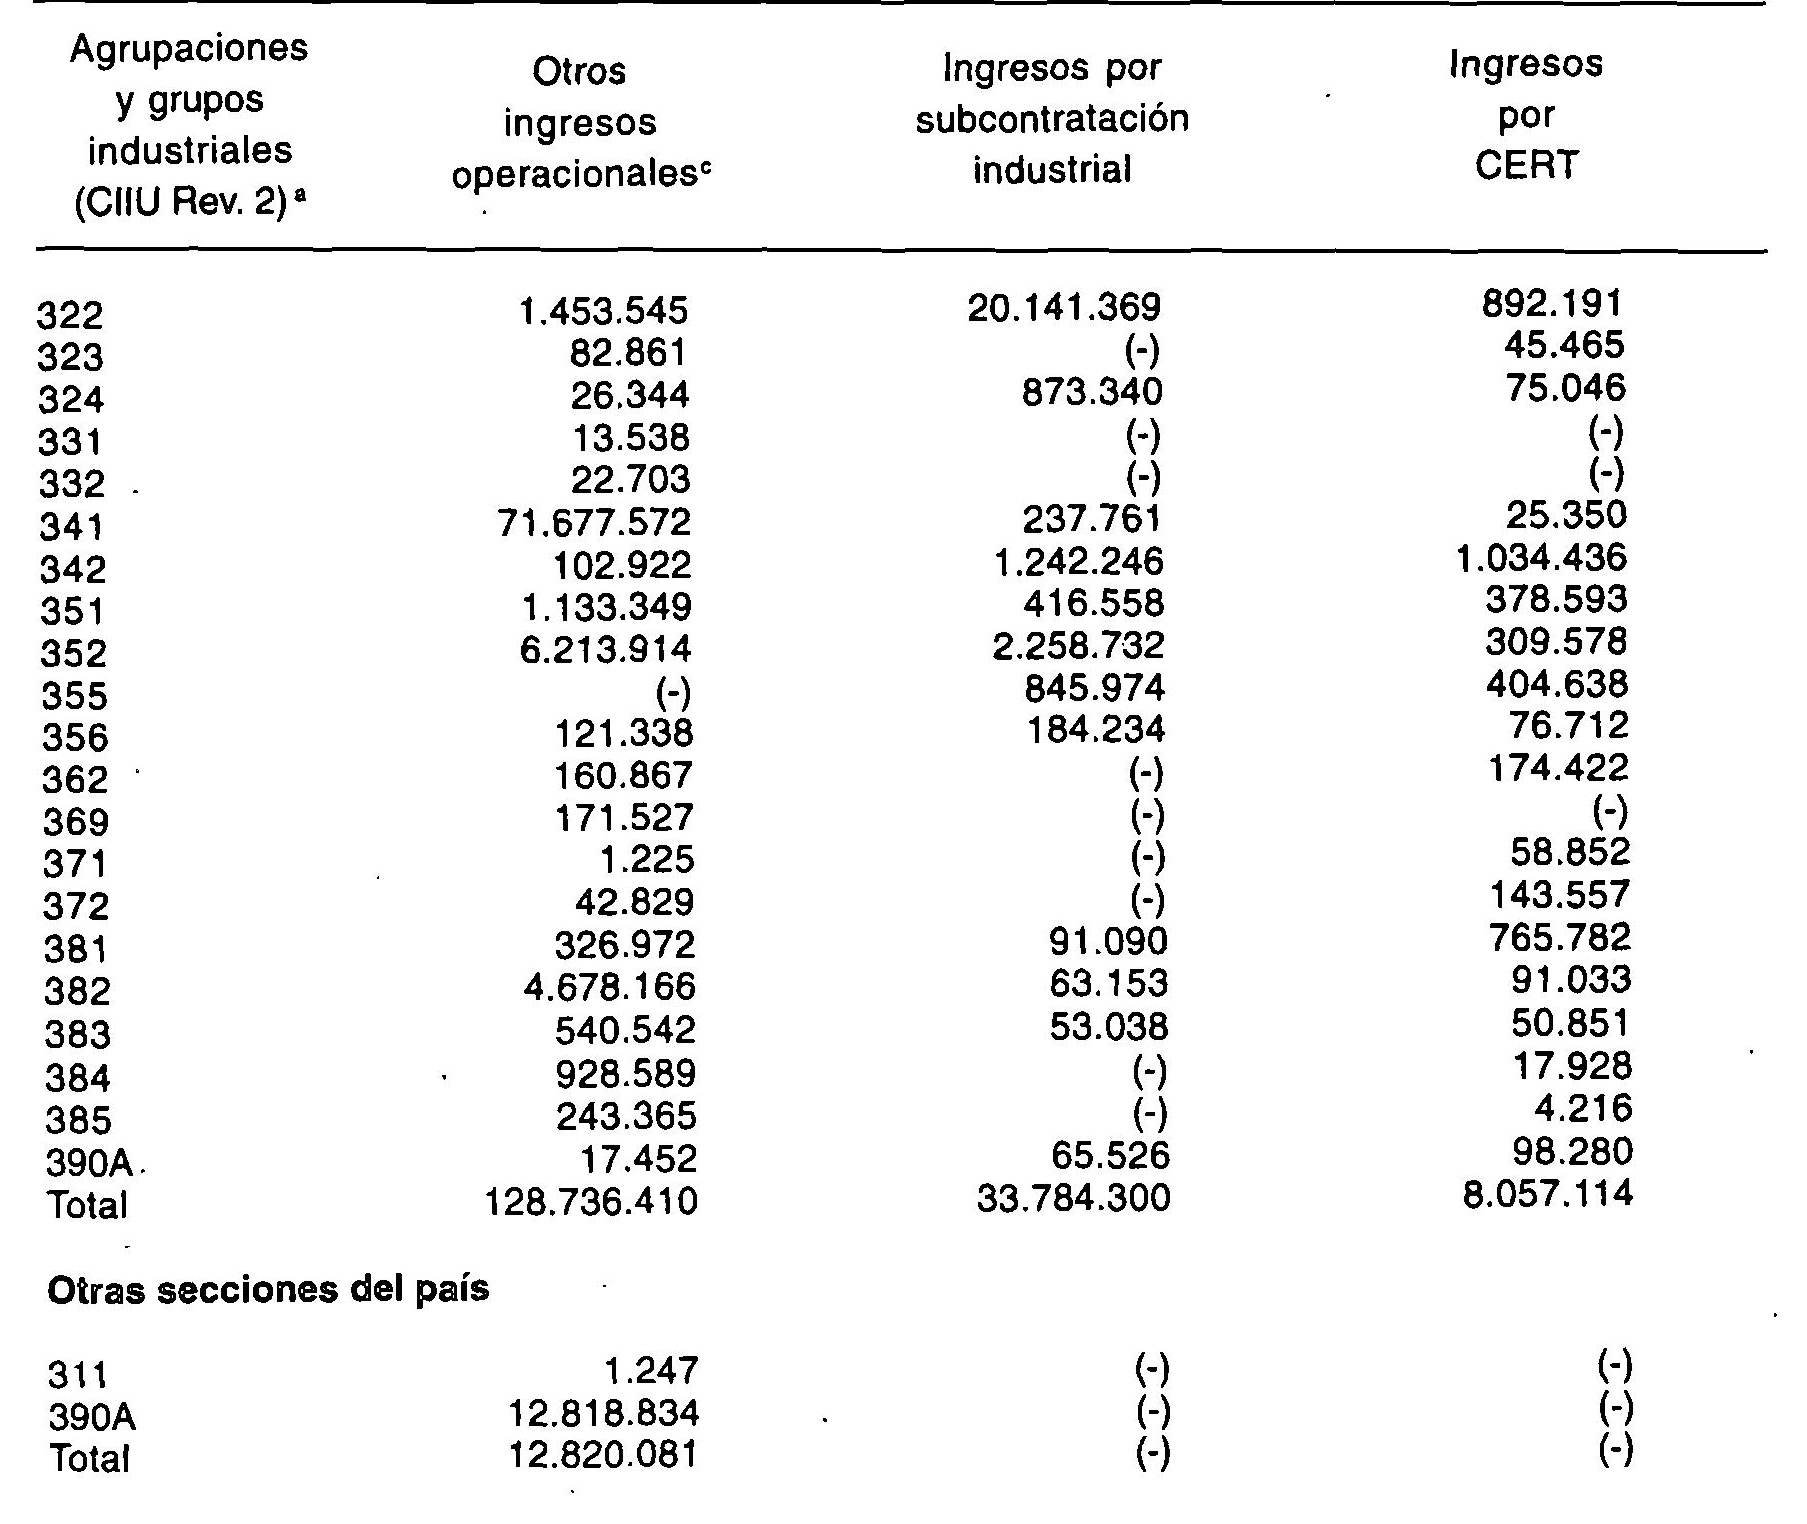 Agrupaciones y grupos industriales (CIIU Rev. 2) a	Otros ingresos operacionales c	Ingresos por subcontratación industrial	Ingresos por CERT
322	1.453.545	20.141.369	892.191
323	82.861	(-)	45.465
324	26.344	873.340	75.046
331	13.538	(-)	(-)
332	22.703	(-)	(-)
341	71.677.572	237.761	25.350
342	102.922	1.242.246	1.034.436
351	1.133.349	416.558	378.593
352	6.213.914	2.258.732	309.578
355	(-)	845.974	404.638
356	121.338	184.234	76.712
362	160.867	(-)	174.422
369	171.527	(-)	(-)
371	1.225	(-)	58.852
372	42.829	(-)	143.557
381	326.972	91.090	765.782
382	4.678.166	63.153	91.033
383	540.542	53.038	50.851
384	928.589	(-)	17.928
385	243.365	(-)	4.216
390A	17.452	65.526	98.280
Total	128.736.410	33.784.300	8.057.114
Otras secciones del país
311	1.247	(-)	(-)
390A	12.818.834	(-)	(-)
Total	12.820.081	(-)	(-)